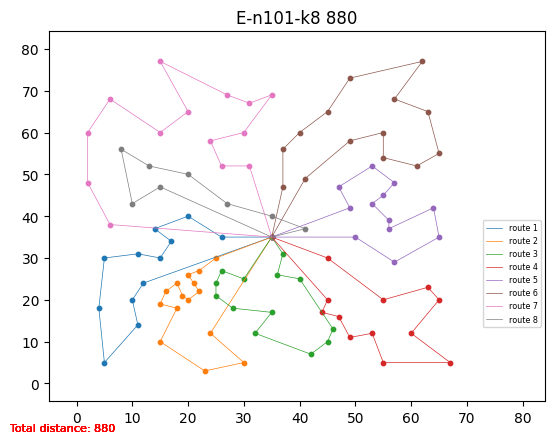 E-n101-k8 880
80
70
60
50
40
30
20
10
0
route 1
route 2
route 3
route 4
route 5
route 6
route 7
route 8
0 10 20 30 40 50 60 70 80
Total distance: 880